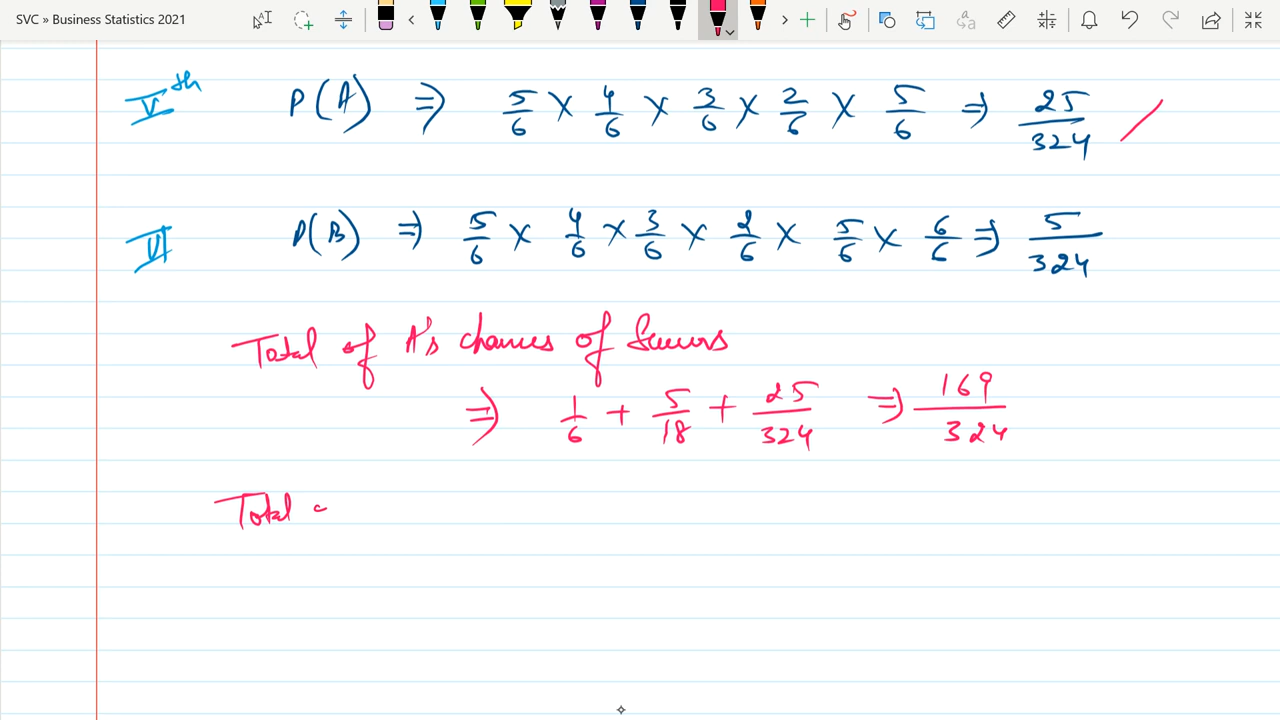 SVC » Business Statistics 2021
Vth P(A) ⇒ 5/6 × 4/6 × 3/6 × 2/6 × 5/6 ⇒ 25/324
VI P(B) ⇒ 5/6 × 4/6 × 3/6 × 2/6 × 5/6 × 6/6 ⇒ 5/324
Total of A's chances of
⇒ 1/6 + 5/18 + 25/324 ⇒ 169/324
Total